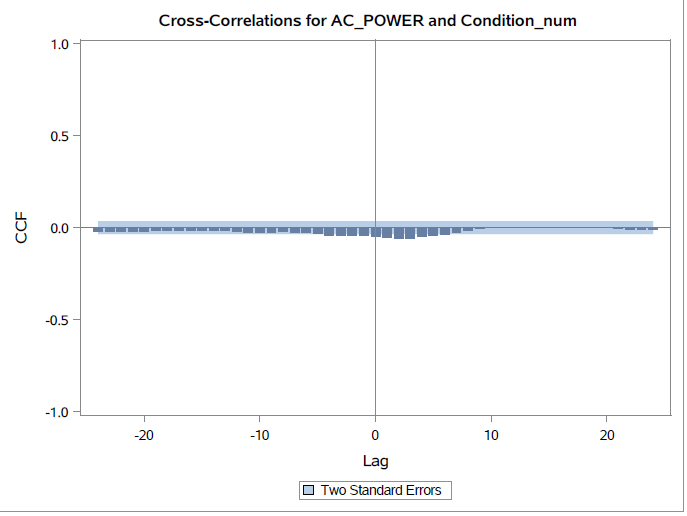 Cross-Correlations for AC_POWER and Condition_num
1.0
0.5
0.0
-0.5
-1.0
CCF
-20 -10 0 10 20
Lag
Two Standard Errors